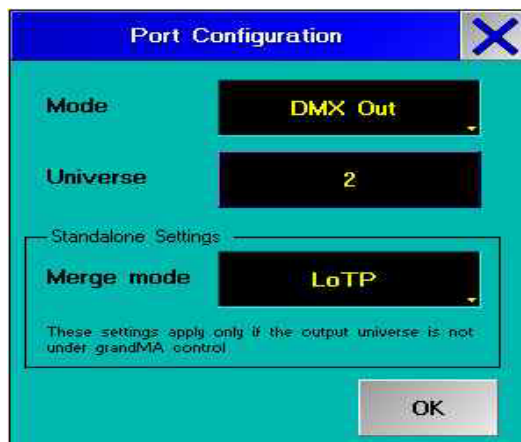 Port Configuration
Mode
DMX Out
Universe
2
Standalone Settings
Merge mode
LoTP
These settings apply only if the output universe is not
under grandMA control
OK